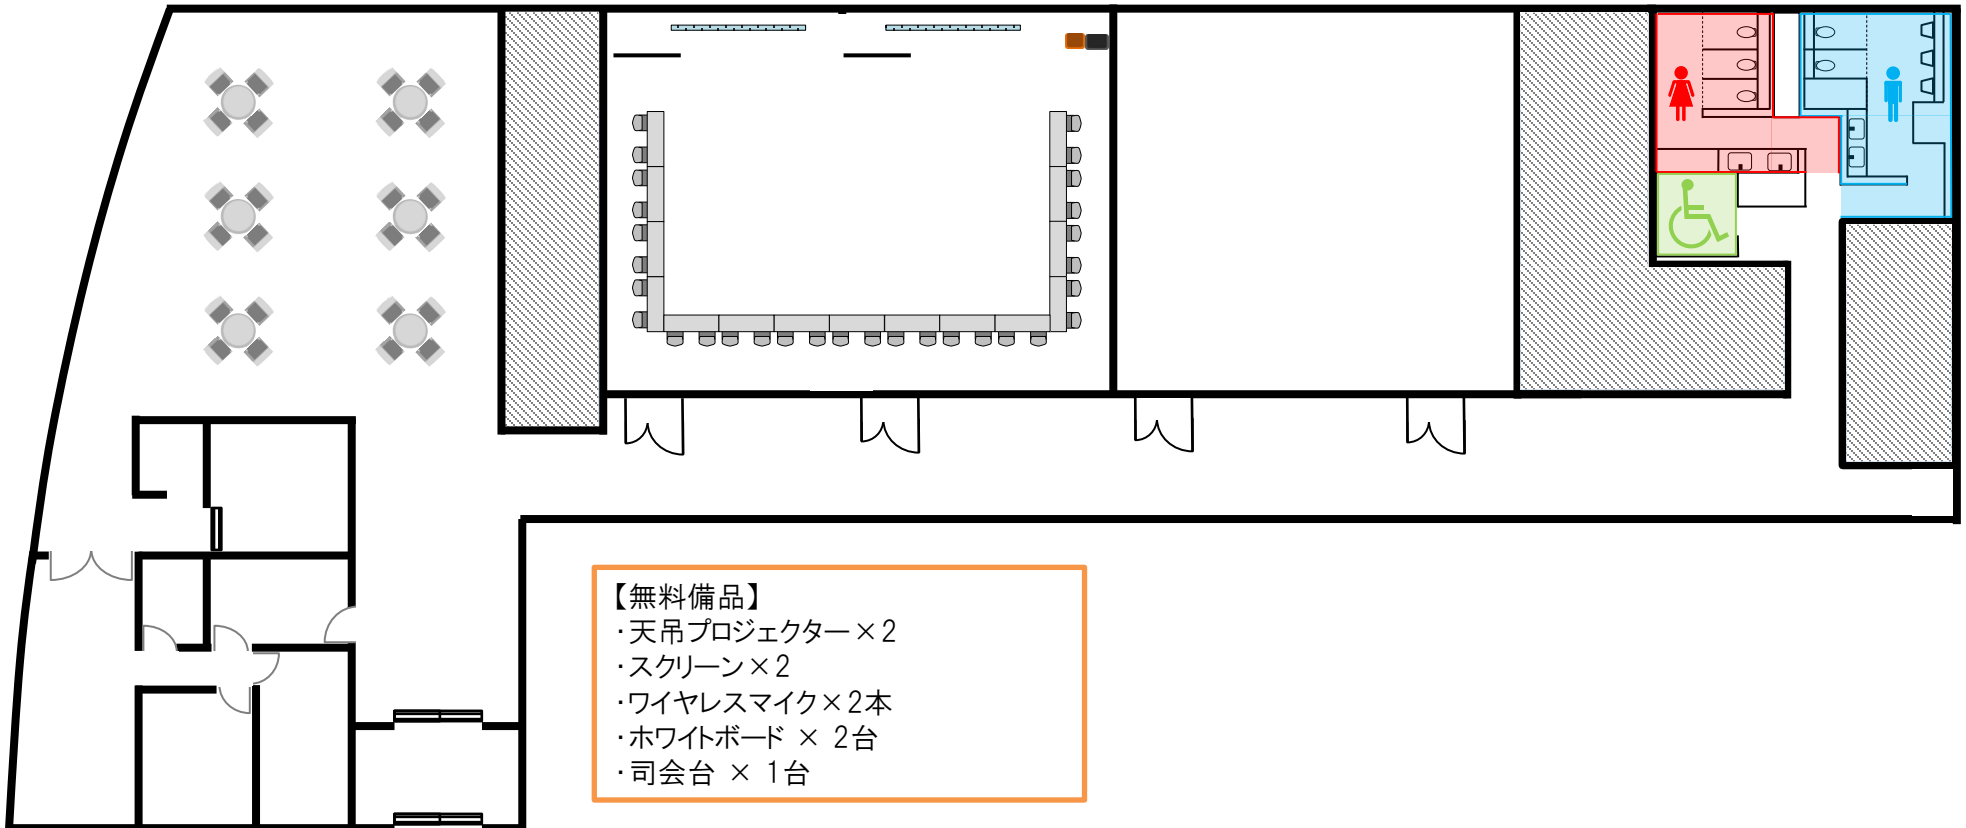 【無料備品】
・天吊プロジェクター×2
・スクリーン×2
・ワイヤレスマイク×2本
・ホワイトボード × 2台
・司会台 × 1台